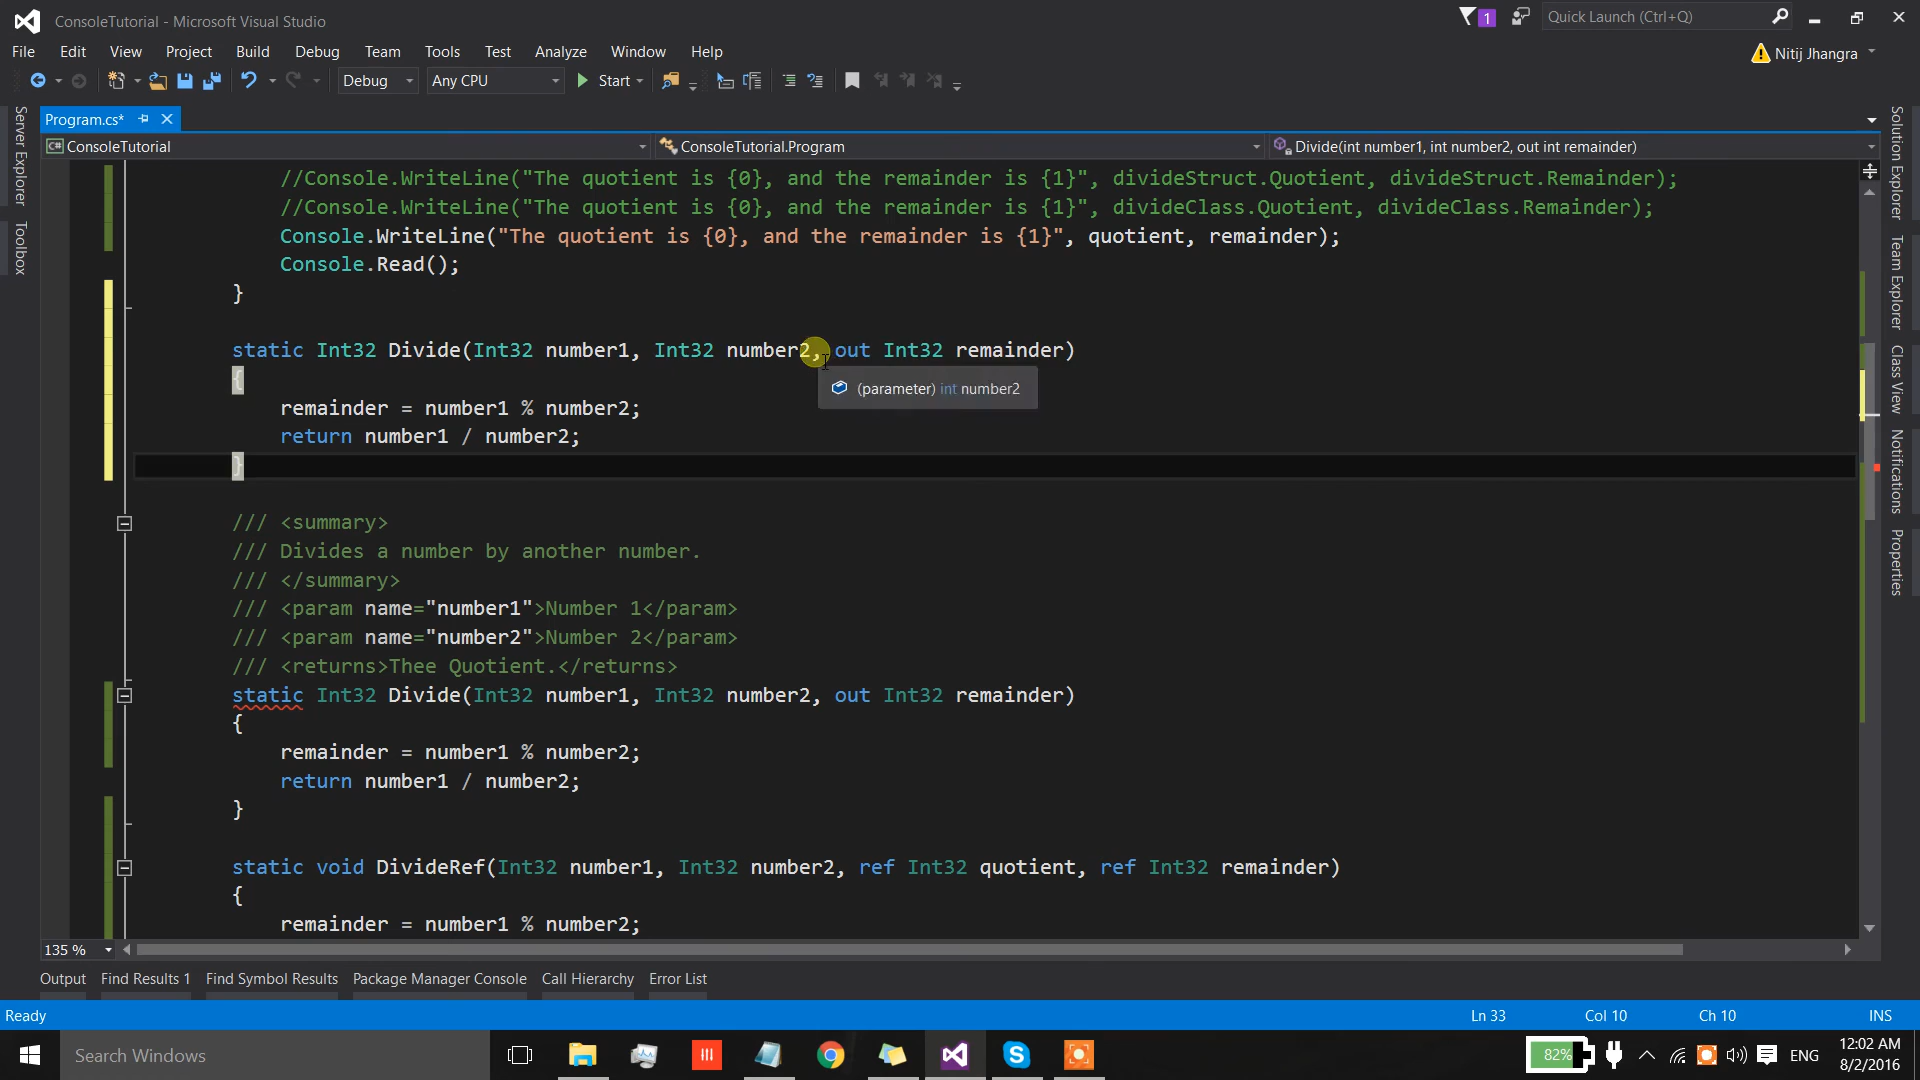 ConsoleTutorial - Microsoft Visual Studio
1
Quick Launch (Ctrl+Q)
File Edit View Project Build Debug Team Tools Test Analyze Window Help
Nitij Jhangra
Debug Any CPU Start
Program.cs*
C# ConsoleTutorial ConsoleTutorial.Program Divide(int number1, int number2, out int remainder)
Server Explorer
Toolbox
//Console.WriteLine("The quotient is {0}, and the remainder is {1}", divideStruct.Quotient, divideStruct.Remainder);
//Console.WriteLine("The quotient is {0}, and the remainder is {1}", divideClass.Quotient, divideClass.Remainder);
Console.WriteLine("The quotient is {0}, and the remainder is {1}", quotient, remainder);
Console.Read();
}
static Int32 Divide(Int32 number1, Int32 number2, out Int32 remainder)
{
(parameter) int number2
remainder = number1 % number2;
return number1 / number2;
}
/// <summary>
/// Divides a number by another number.
/// </summary>
/// <param name="number1">Number 1</param>
/// <param name="number2">Number 2</param>
/// <returns>Thee Quotient.</returns>
static Int32 Divide(Int32 number1, Int32 number2, out Int32 remainder)
{
remainder = number1 % number2;
return number1 / number2;
}
static void DivideRef(Int32 number1, Int32 number2, ref Int32 quotient, ref Int32 remainder)
{
remainder = number1 % number2;
Solution Explorer
Team Explorer
Class View
Notifications
Properties
135 %
Output Find Results 1 Find Symbol Results Package Manager Console Call Hierarchy Error List
Ready Ln 33 Col 10 Ch 10 INS
Search Windows
82%
ENG
12:02 AM
8/2/2016